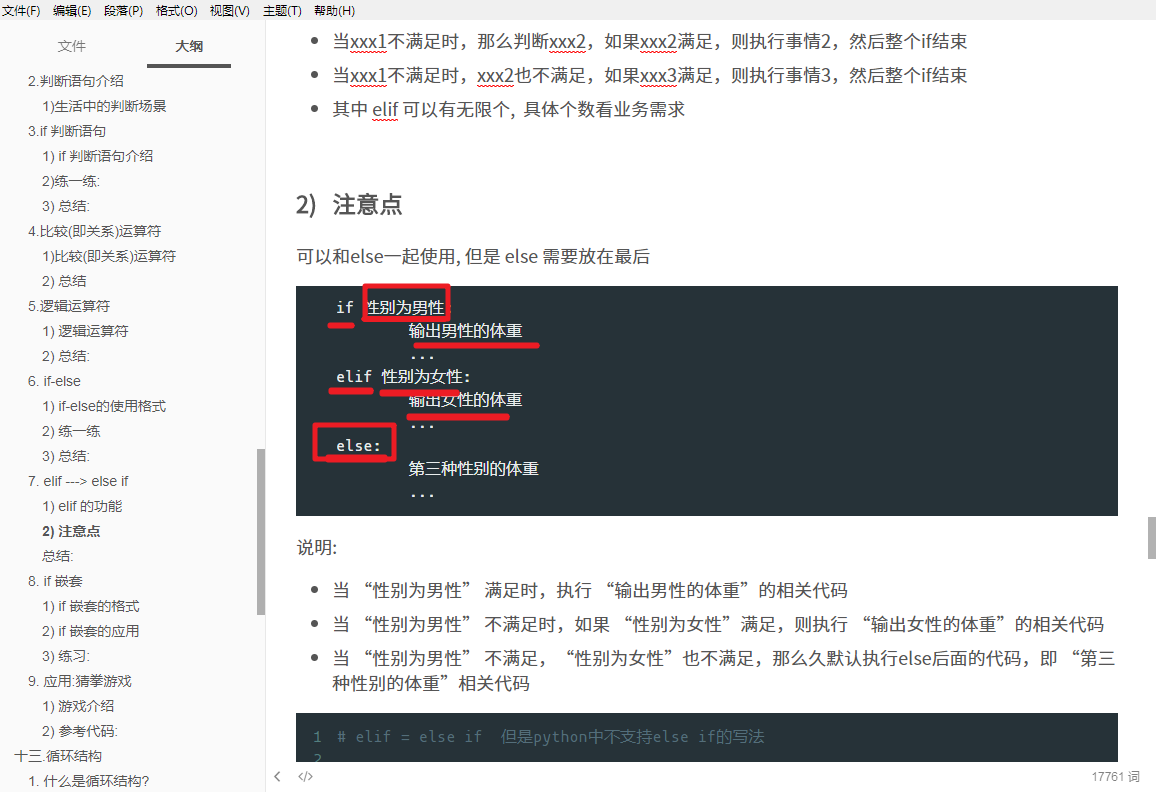 文件(F) 编辑(E) 段落(P) 格式(O) 视图(V) 主题(T) 帮助(H)
文件 大纲
2.判断语句介绍
1)生活中的判断场景
3.if 判断语句
1) if 判断语句介绍
2)练一练:
3) 总结:
4.比较(即关系)运算符
1)比较(即关系)运算符
2) 总结
5.逻辑运算符
1) 逻辑运算符
2) 总结:
6. if-else
1) if-else的使用格式
2) 练一练
3) 总结:
7. elif ---> else if
1) elif 的功能
2) 注意点
总结:
8. if 嵌套
1) if 嵌套的格式
2) if 嵌套的应用
3) 练习:
9. 应用:猜拳游戏
1) 游戏介绍
2) 参考代码:
十三.循环结构
1. 什么是循环结构?
当xxx1不满足时，那么判断xxx2，如果xxx2满足，则执行事情2，然后整个if结束
当xxx1不满足时，xxx2也不满足，如果xxx3满足，则执行事情3，然后整个if结束
其中 elif 可以有无限个, 具体个数看业务需求
2) 注意点
可以和else一起使用, 但是 else 需要放在最后
if 性别为男性:
输出男性的体重
...
elif 性别为女性:
输出女性的体重
...
else:
第三种性别的体重
...
说明:
当 “性别为男性” 满足时，执行 “输出男性的体重”的相关代码
当 “性别为男性” 不满足时，如果 “性别为女性”满足，则执行 “输出女性的体重”的相关代码
当 “性别为男性” 不满足，“性别为女性”也不满足，那么久默认执行else后面的代码，即 “第三
种性别的体重”相关代码
1 # elif = else if 但是python中不支持else if的写法
2
17761 词